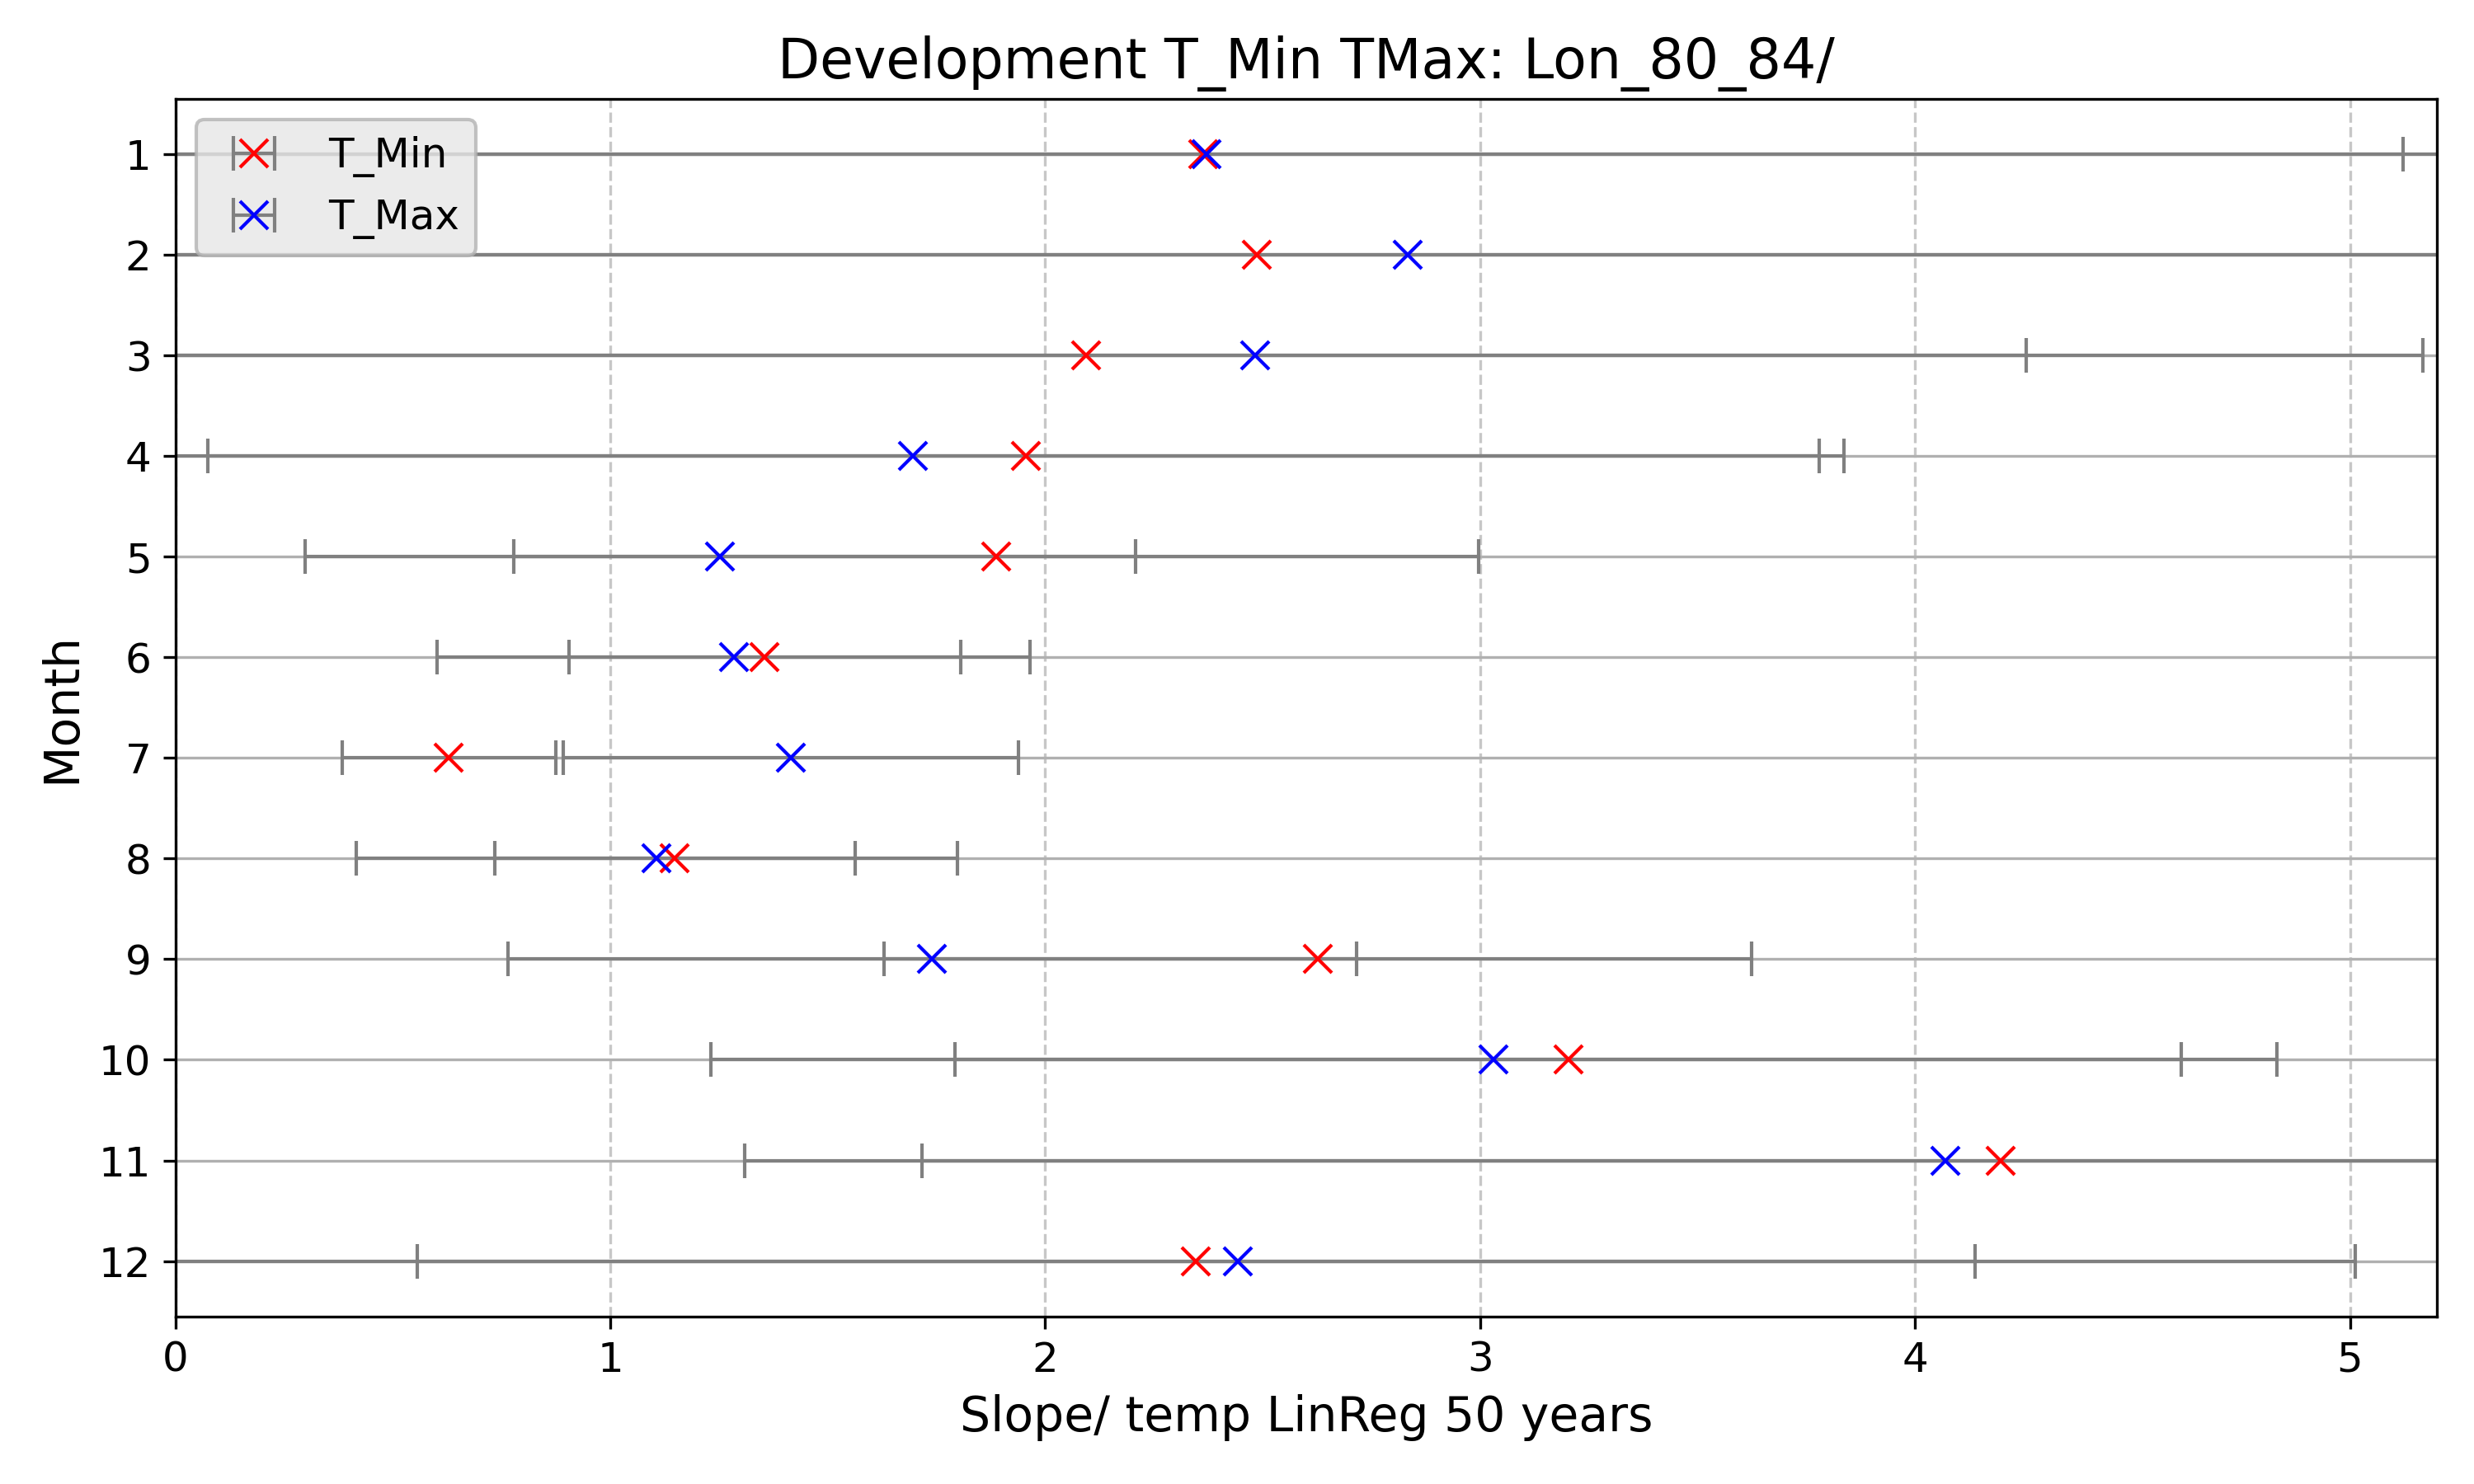 Development T_Min TMax: Lon_80_84/
T_Min
T_Max
Month
1
2
3
4
5
6
7
8
9
10
11
12
0 1 2 3 4 5
Slope/ temp LinReg 50 years